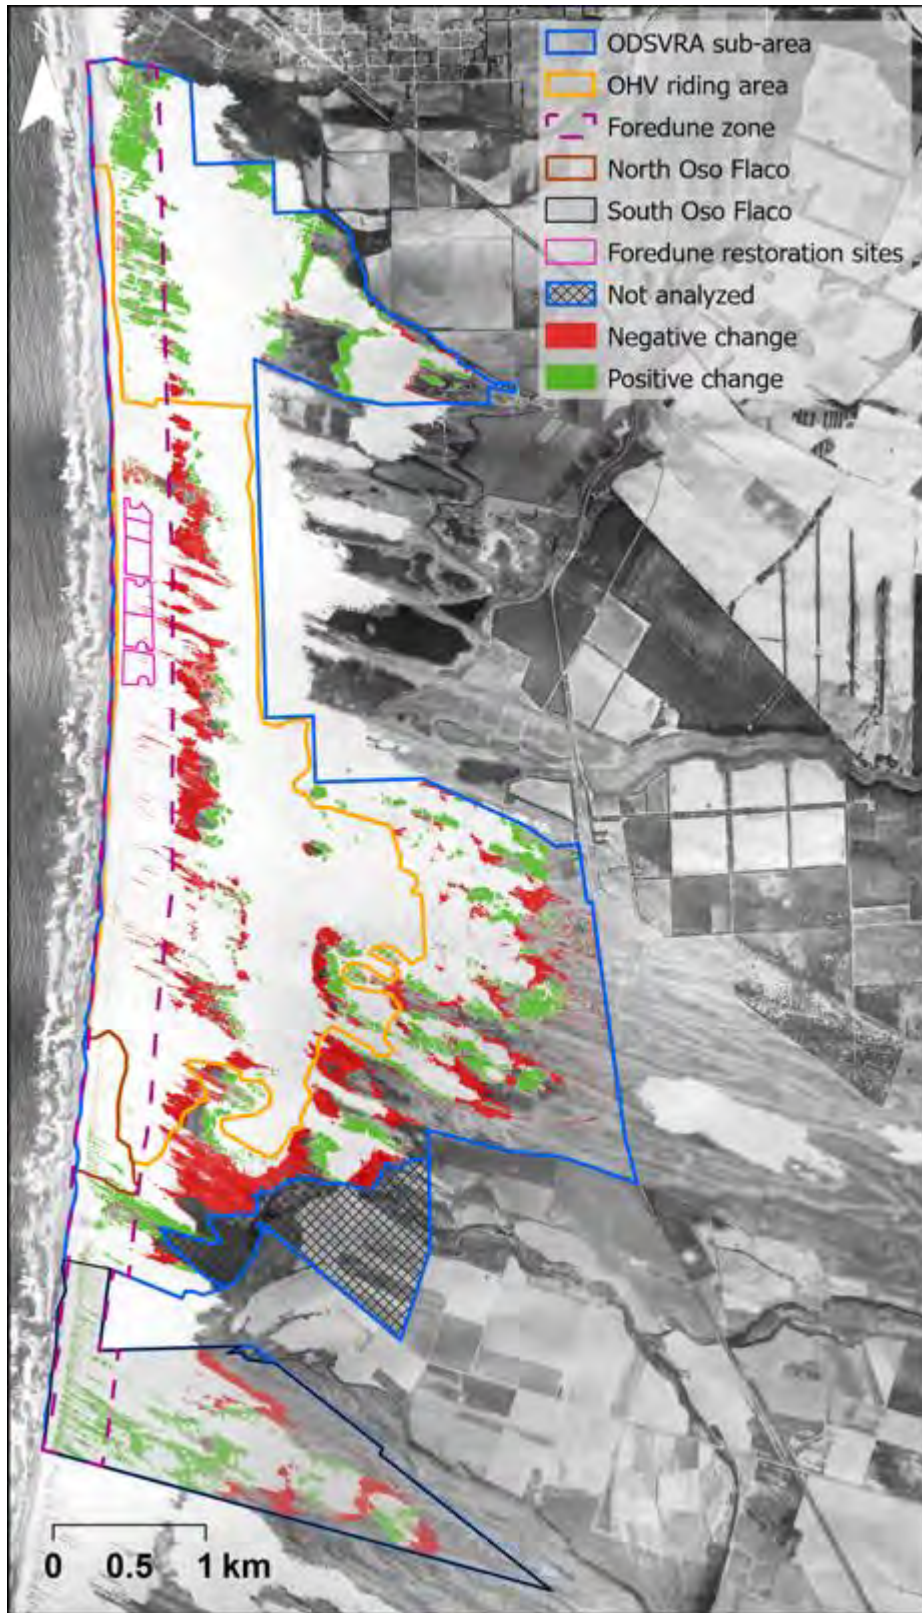 N
ODSVRA sub-area
OHV riding area
Foredune zone
North Oso Flaco
South Oso Flaco
Foredune restoration sites
Not analyzed
Negative change
Positive change
0 0.5 1 km